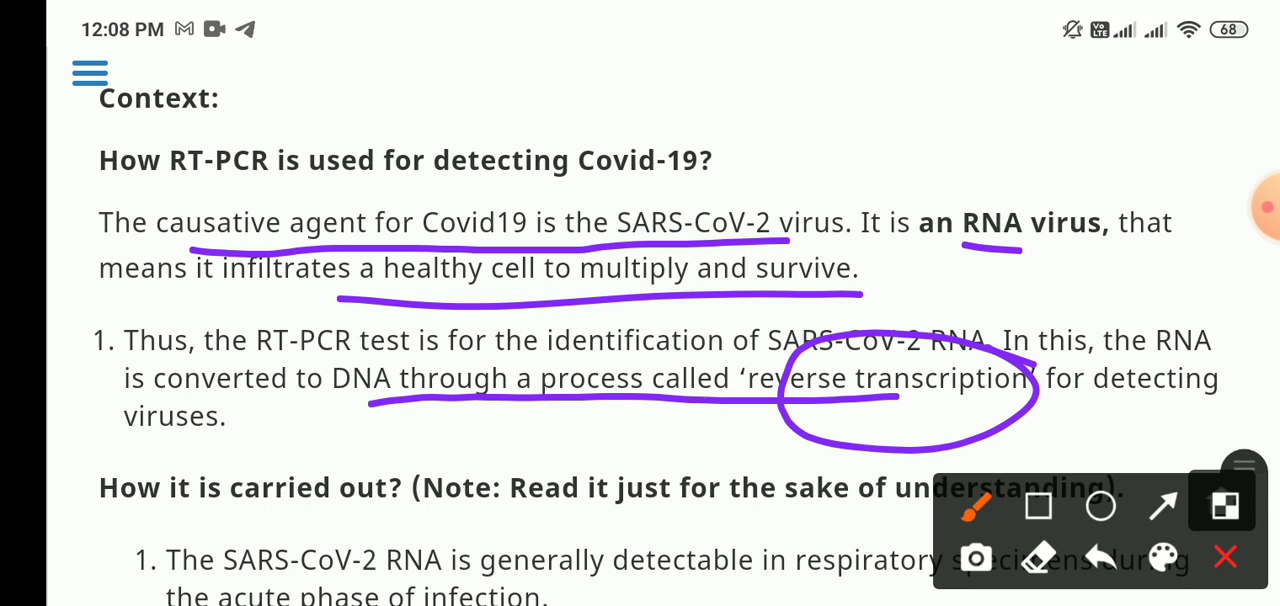 12:08 PM
Vo
LTE
68
Context:
How RT-PCR is used for detecting Covid-19?
The causative agent for Covid19 is the SARS-CoV-2 virus. It is an RNA virus, that
means it infiltrates a healthy cell to multiply and survive.
1. Thus, the RT-PCR test is for the identification of SARS-CoV-2 RNA. In this, the RNA
is converted to DNA through a process called ‘reverse transcription’ for detecting
viruses.
How it is carried out? (Note: Read it just for the sake of understanding).
1. The SARS-CoV-2 RNA is generally detectable in respiratory specimens during
the acute phase of infection.